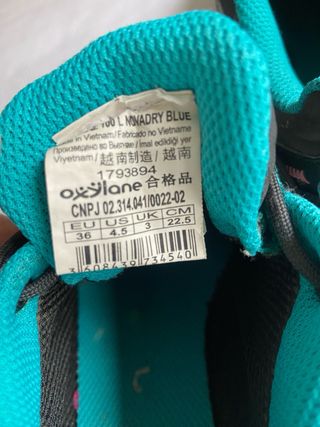 100 L NOVADRY BLUE
in Vietnam / Fabricado no Vietname
Произведено во Вьетнаме / Imal edildiği yer
Viyetnam / 越南制造 / 越南
1793894
oxylane 合格品
CNPJ 02.314.041/0022-02
EU US UK CM
36 4.5 3 22.5
3608439734540